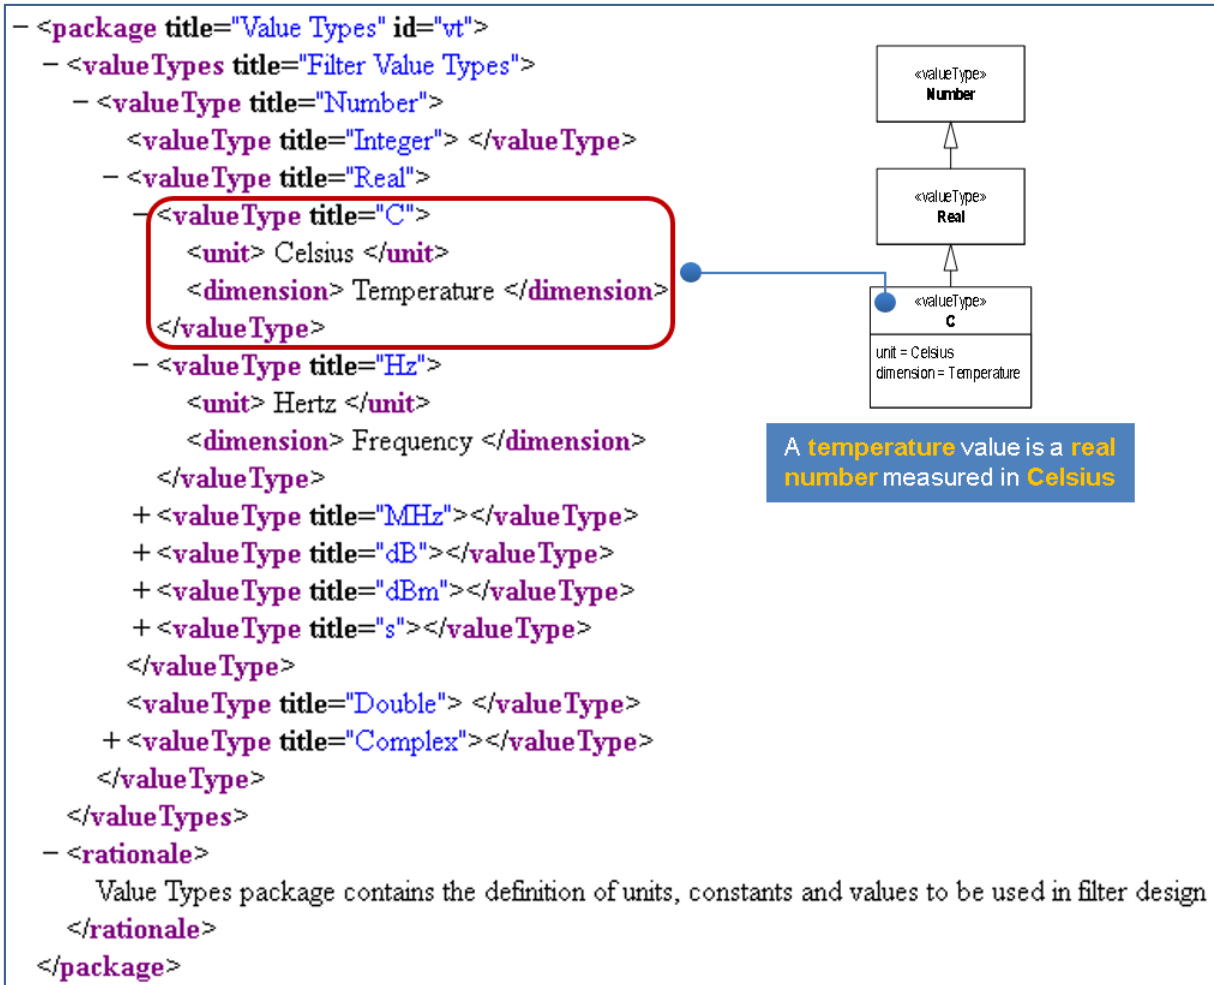 − <package title="Value Types" id="vt">
− <valueTypes title="Filter Value Types">
− <valueType title="Number">
<valueType title="Integer"> </valueType>
− <valueType title="Real">
− <valueType title="C">
<unit> Celsius </unit>
<dimension> Temperature </dimension>
</valueType>
− <valueType title="Hz">
<unit> Hertz </unit>
<dimension> Frequency </dimension>
</valueType>
+ <valueType title="MHz"></valueType>
+ <valueType title="dB"></valueType>
+ <valueType title="dBm"></valueType>
+ <valueType title="s"></valueType>
</valueType>
<valueType title="Double"> </valueType>
+ <valueType title="Complex"></valueType>
</valueType>
</valueTypes>
− <rationale>
Value Types package contains the definition of units, constants and values to be used in filter design
</rationale>
</package>
«valueType»
Number
«valueType»
Real
«valueType»
C
unit = Celsius
dimension = Temperature
A temperature value is a real
number measured in Celsius